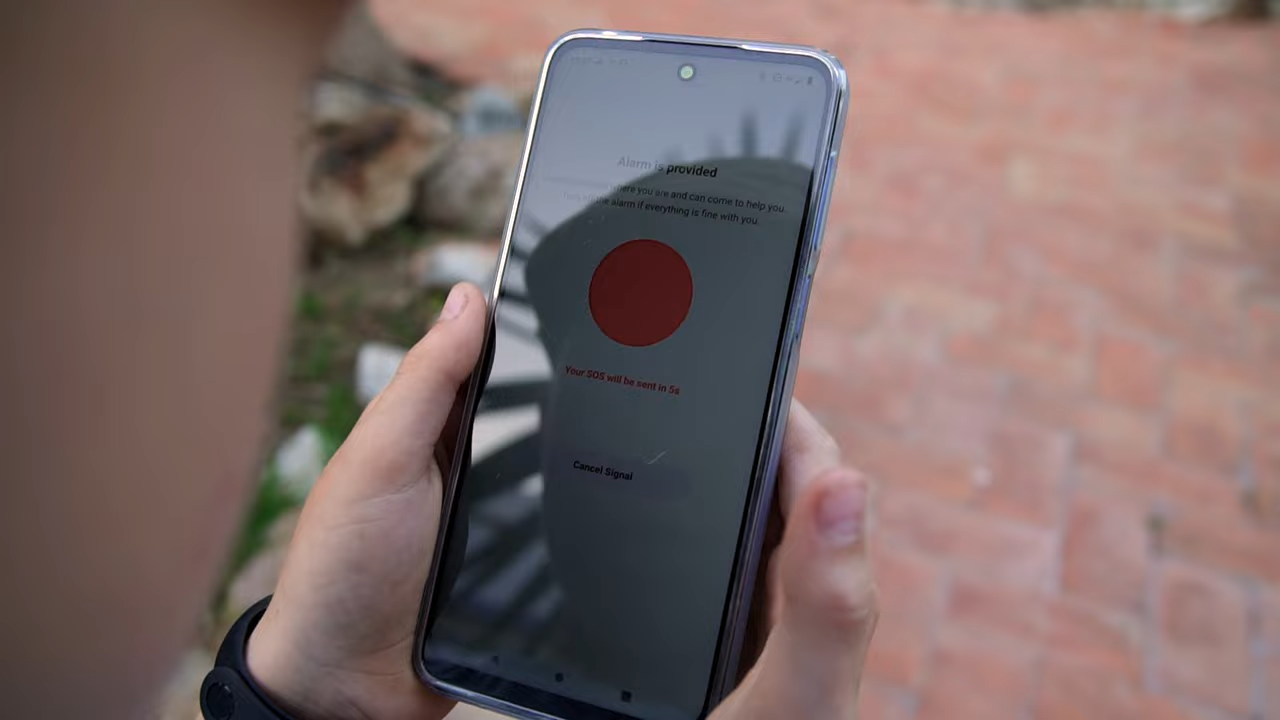 Alarm is provided
where you are and can come to help you.
the alarm if everything is fine with you.
Your SOS will be sent in 5s
Cancel Signal